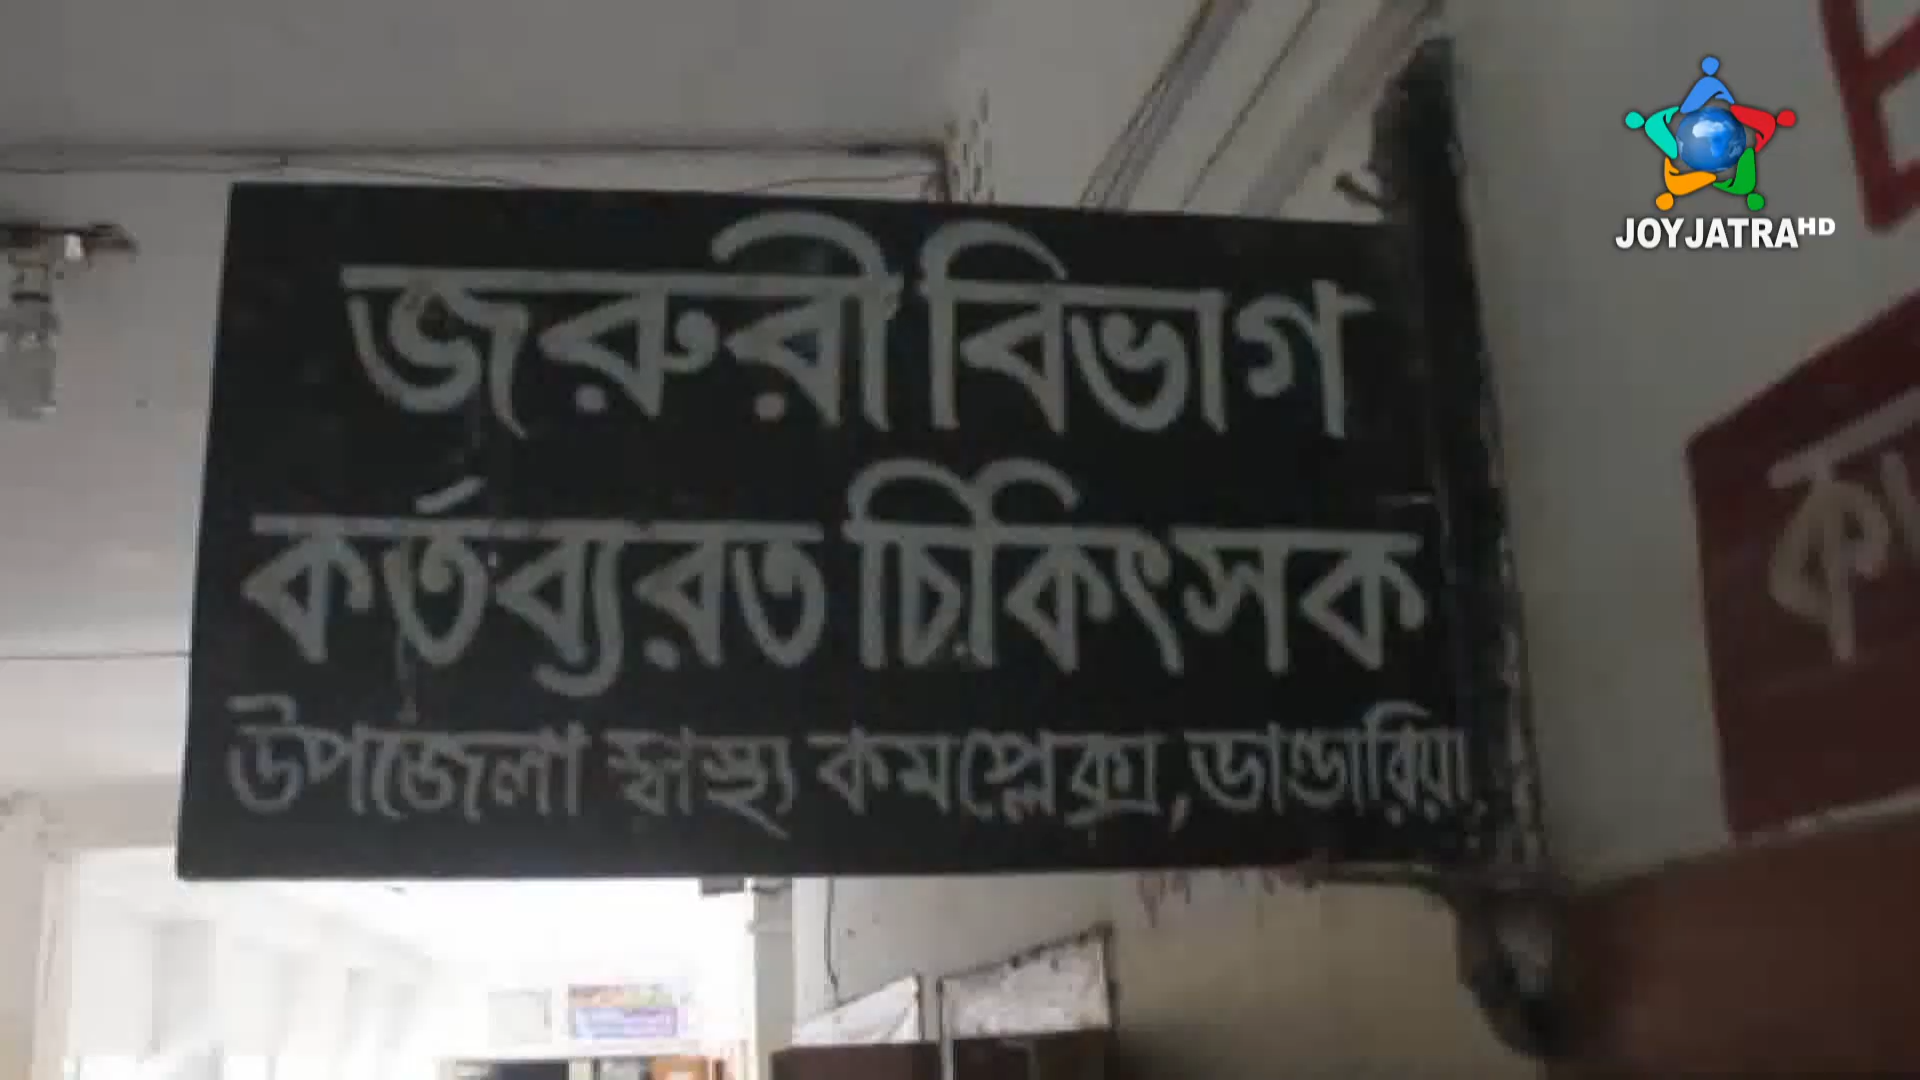 JOYJATRA HD
জরুরী বিভাগ
কর্তব্যরত চিকিৎসক
উপজেলা স্বাস্থ্য কমপ্লেক্স, ভান্ডারিয়া